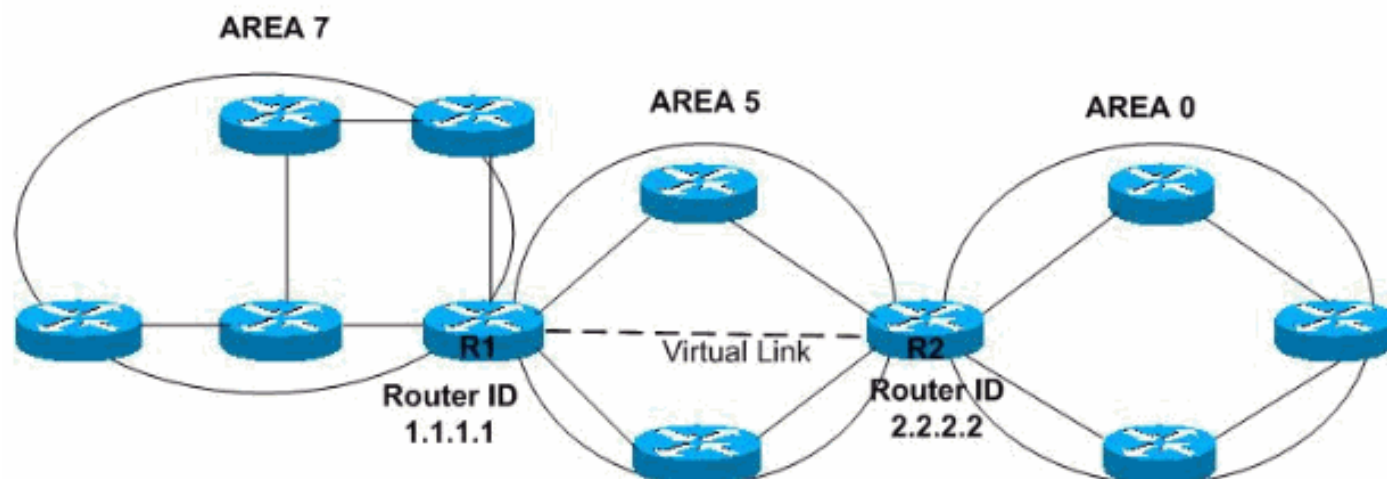 AREA 7
AREA 5
AREA 0
R1
Virtual Link
R2
Router ID
1.1.1.1
Router ID
2.2.2.2